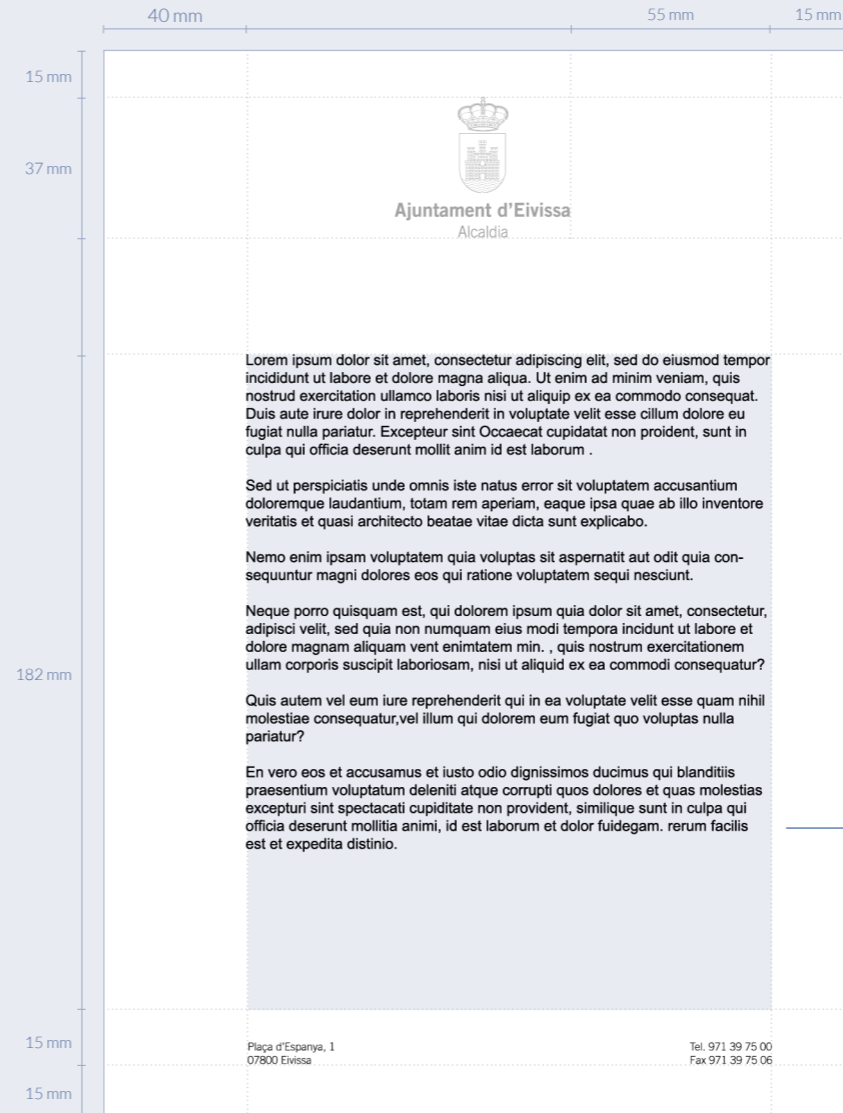 40 mm
55 mm
15 mm
15 mm
37 mm
Ajuntament d'Eivissa
Alcaldia
Lorem ipsum dolor sit amet, consectetur adipiscing elit, sed do eiusmod tempor
incididunt ut labore et dolore magna aliqua. Ut enim ad minim veniam, quis
nostrud exercitation ullamco laboris nisi ut aliquip ex ea commodo consequat.
Duis aute irure dolor in reprehenderit in voluptate velit esse cillum dolore eu
fugiat nulla pariatur. Excepteur sint Occaecat cupidatat non proident, sunt in
culpa qui officia deserunt mollit anim id est laborum .
Sed ut perspiciatis unde omnis iste natus error sit voluptatem accusantium
doloremque laudantium, totam rem aperiam, eaque ipsa quae ab illo inventore
veritatis et quasi architecto beatae vitae dicta sunt explicabo.
Nemo enim ipsam voluptatem quia voluptas sit aspernatit aut odit quia con-
sequuntur magni dolores eos qui ratione voluptatem sequi nesciunt.
Neque porro quisquam est, qui dolorem ipsum quia dolor sit amet, consectetur,
adipisci velit, sed quia non numquam eius modi tempora incidunt ut labore et
dolore magnam aliquam vent enimtatem min. , quis nostrum exercitationem
ullam corporis suscipit laboriosam, nisi ut aliquid ex ea commodi consequatur?
182 mm
Quis autem vel eum iure reprehenderit qui in ea voluptate velit esse quam nihil
molestiae consequatur,vel illum qui dolorem eum fugiat quo voluptas nulla
pariatur?
En vero eos et accusamus et iusto odio dignissimos ducimus qui blanditiis
praesentium voluptatum deleniti atque corrupti quos dolores et quas molestias
excepturi sint spectacati cupiditate non provident, similique sunt in culpa qui
officia deserunt mollitia animi, id est laborum et dolor fuidegam. rerum facilis
est et expedita distinio.
15 mm
Plaça d'Espanya, 1
07800 Eivissa
Tel. 971 39 75 00
Fax 971 39 75 06
15 mm